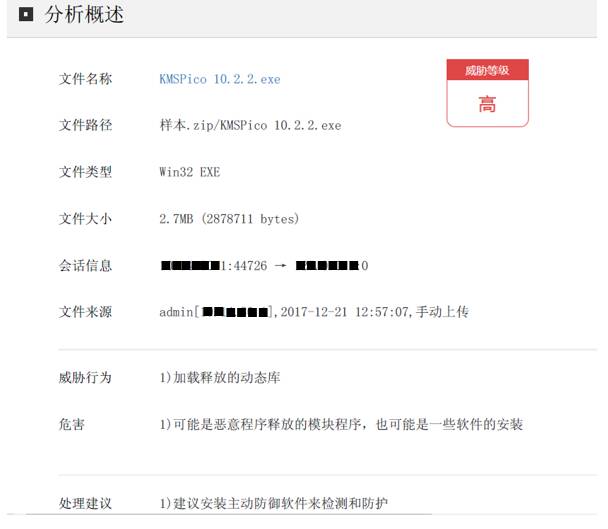 分析概述
威胁等级
高
文件名称 KMSPico 10.2.2.exe
文件路径 样本.zip/KMSPico 10.2.2.exe
文件类型 Win32 EXE
文件大小 2.7MB (2878711 bytes)
会话信息 1:44726 → :0
文件来源 admin[],2017-12-21 12:57:07,手动上传
威胁行为 1)加载释放的动态库
危害 1)可能是恶意程序释放的模块程序，也可能是一些软件的安装
处理建议 1)建议安装主动防御软件来检测和防护